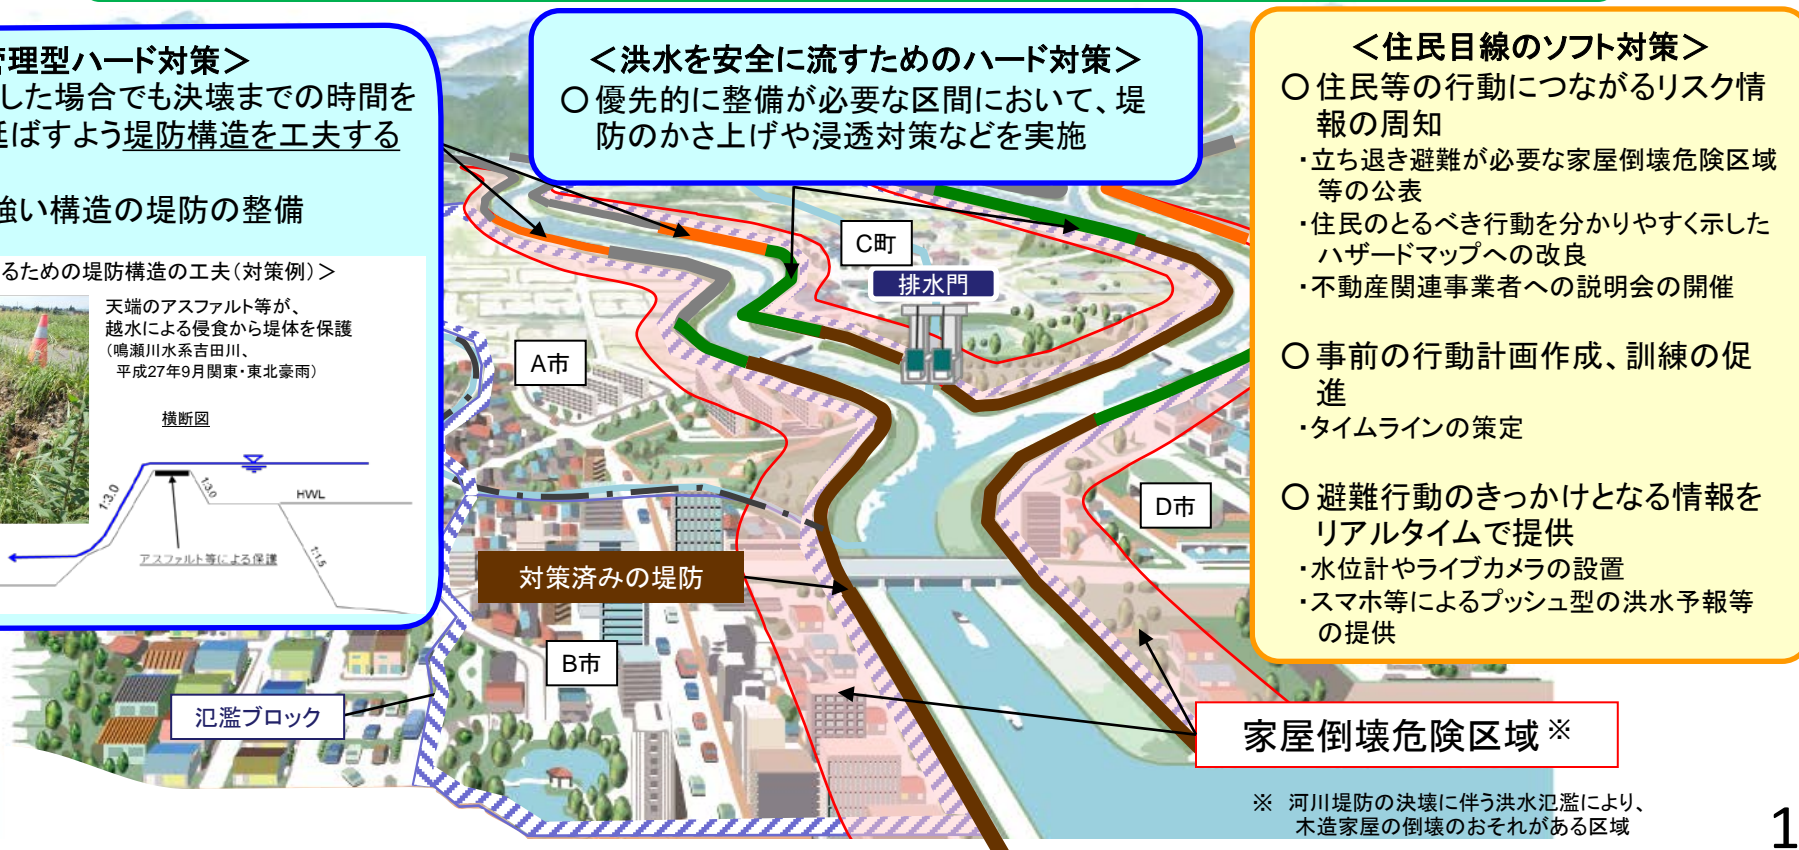 管理型ハード対策＞
した場合でも決壊までの時間を
延ばすよう堤防構造を工夫する
強い構造の堤防の整備
るための堤防構造の工夫（対策例）＞
天端のアスファルト等が、
越水による侵食から堤体を保護
（鳴瀬川水系吉田川、
平成27年9月関東・東北豪雨）
横断図
1:3.0
1:3.0
HWL
1:1.5
アスファルト等による保護
＜洪水を安全に流すためのハード対策＞
○優先的に整備が必要な区間において、堤
防のかさ上げや浸透対策などを実施
＜住民目線のソフト対策＞
○住民等の行動につながるリスク情
報の周知
・立ち退き避難が必要な家屋倒壊危険区域
等の公表
・住民のとるべき行動を分かりやすく示した
ハザードマップへの改良
・不動産関連事業者への説明会の開催
○事前の行動計画作成、訓練の促
進
・タイムラインの策定
○避難行動のきっかけとなる情報を
リアルタイムで提供
・水位計やライブカメラの設置
・スマホ等によるプッシュ型の洪水予報等
の提供
C町
排水門
A市
D市
対策済みの堤防
B市
氾濫ブロック
家屋倒壊危険区域※
※ 河川堤防の決壊に伴う洪水氾濫により、
木造家屋の倒壊のおそれがある区域
1